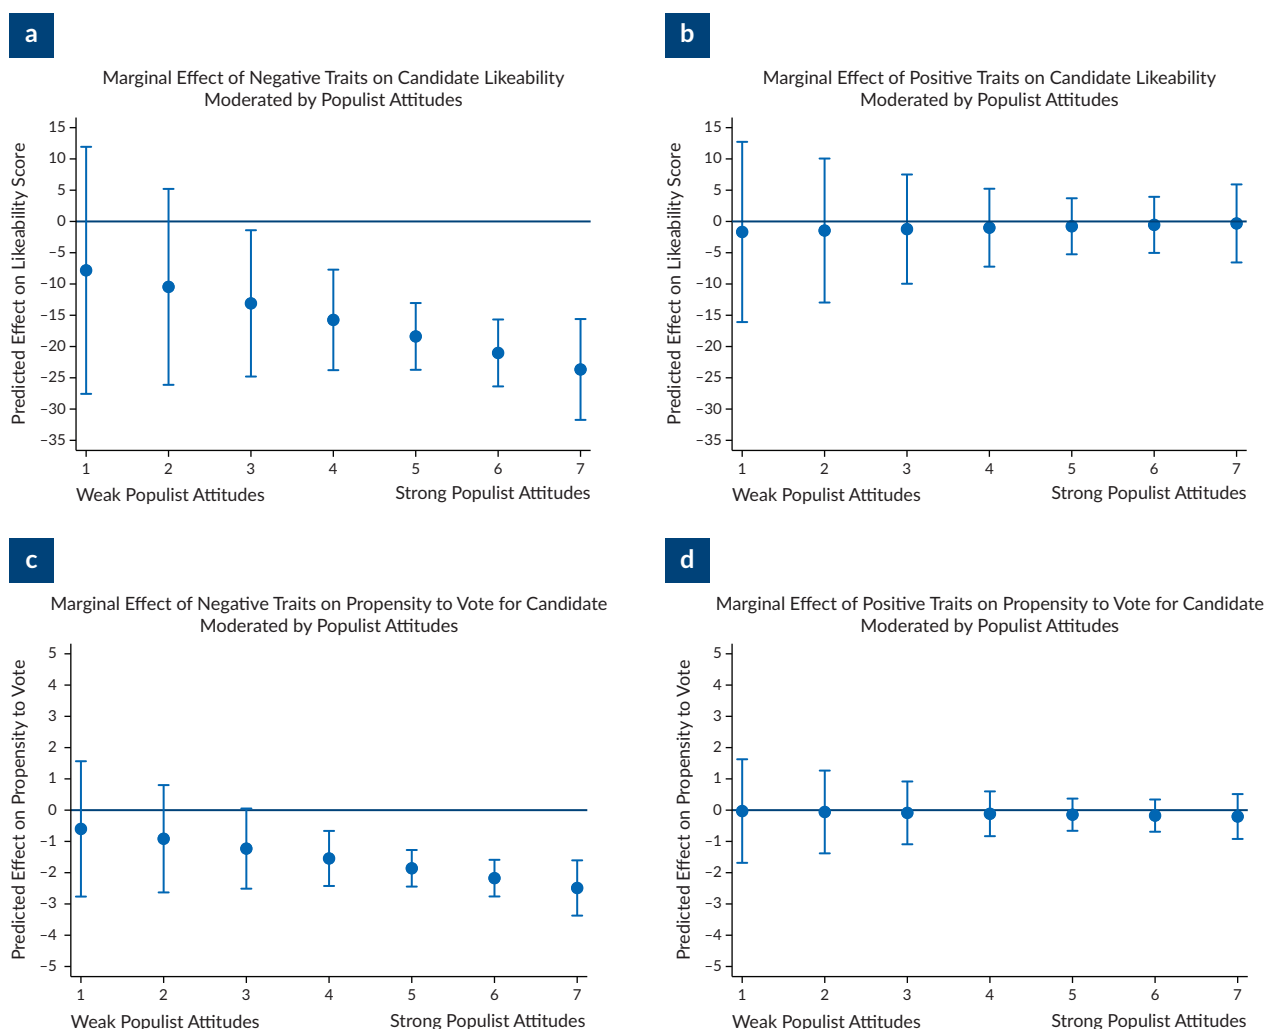 a
Marginal Effect of Negative Traits on Candidate Likeability
Moderated by Populist Attitudes
Predicted Effect on Likeability Score
15
10
5
0
−5
−10
−15
−20
−25
−30
−35
1 2 3 4 5 6 7
Weak Populist Attitudes Strong Populist Attitudes
b
Marginal Effect of Positive Traits on Candidate Likeability
Moderated by Populist Attitudes
Predicted Effect on Likeability Score
15
10
5
0
−5
−10
−15
−20
−25
−30
−35
1 2 3 4 5 6 7
Weak Populist Attitudes Strong Populist Attitudes
c
Marginal Effect of Negative Traits on Propensity to Vote for Candidate
Moderated by Populist Attitudes
Predicted Effect on Propensity to Vote
5
4
3
2
1
0
−1
−2
−3
−4
−5
1 2 3 4 5 6 7
Weak Populist Attitudes Strong Populist Attitudes
d
Marginal Effect of Positive Traits on Propensity to Vote for Candidate
Moderated by Populist Attitudes
Predicted Effect on Propensity to Vote
5
4
3
2
1
0
−1
−2
−3
−4
−5
1 2 3 4 5 6 7
Weak Populist Attitudes Strong Populist Attitudes